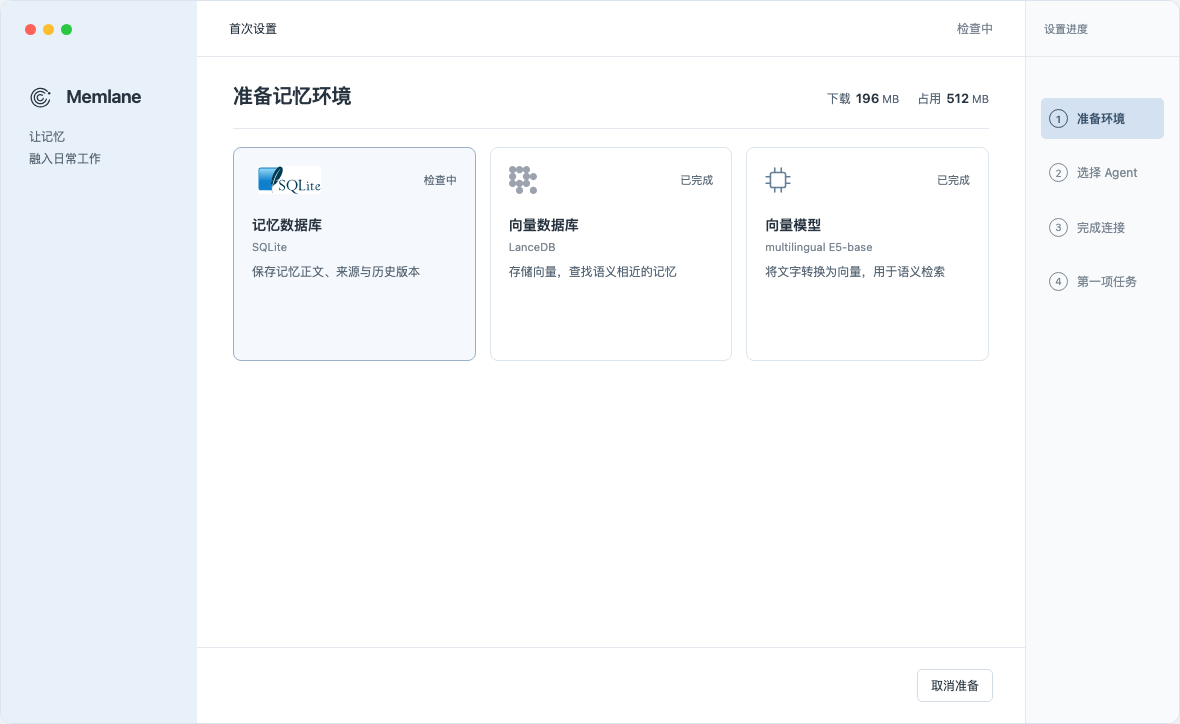 首次设置
检查中
设置进度
Memlane
让记忆
融入日常工作
准备记忆环境
下载 196 MB 占用 512 MB
SQLite
检查中
记忆数据库
SQLite
保存记忆正文、来源与历史版本
已完成
向量数据库
LanceDB
存储向量，查找语义相近的记忆
已完成
向量模型
multilingual E5-base
将文字转换为向量，用于语义检索
1 准备环境
2 选择 Agent
3 完成连接
4 第一项任务
取消准备